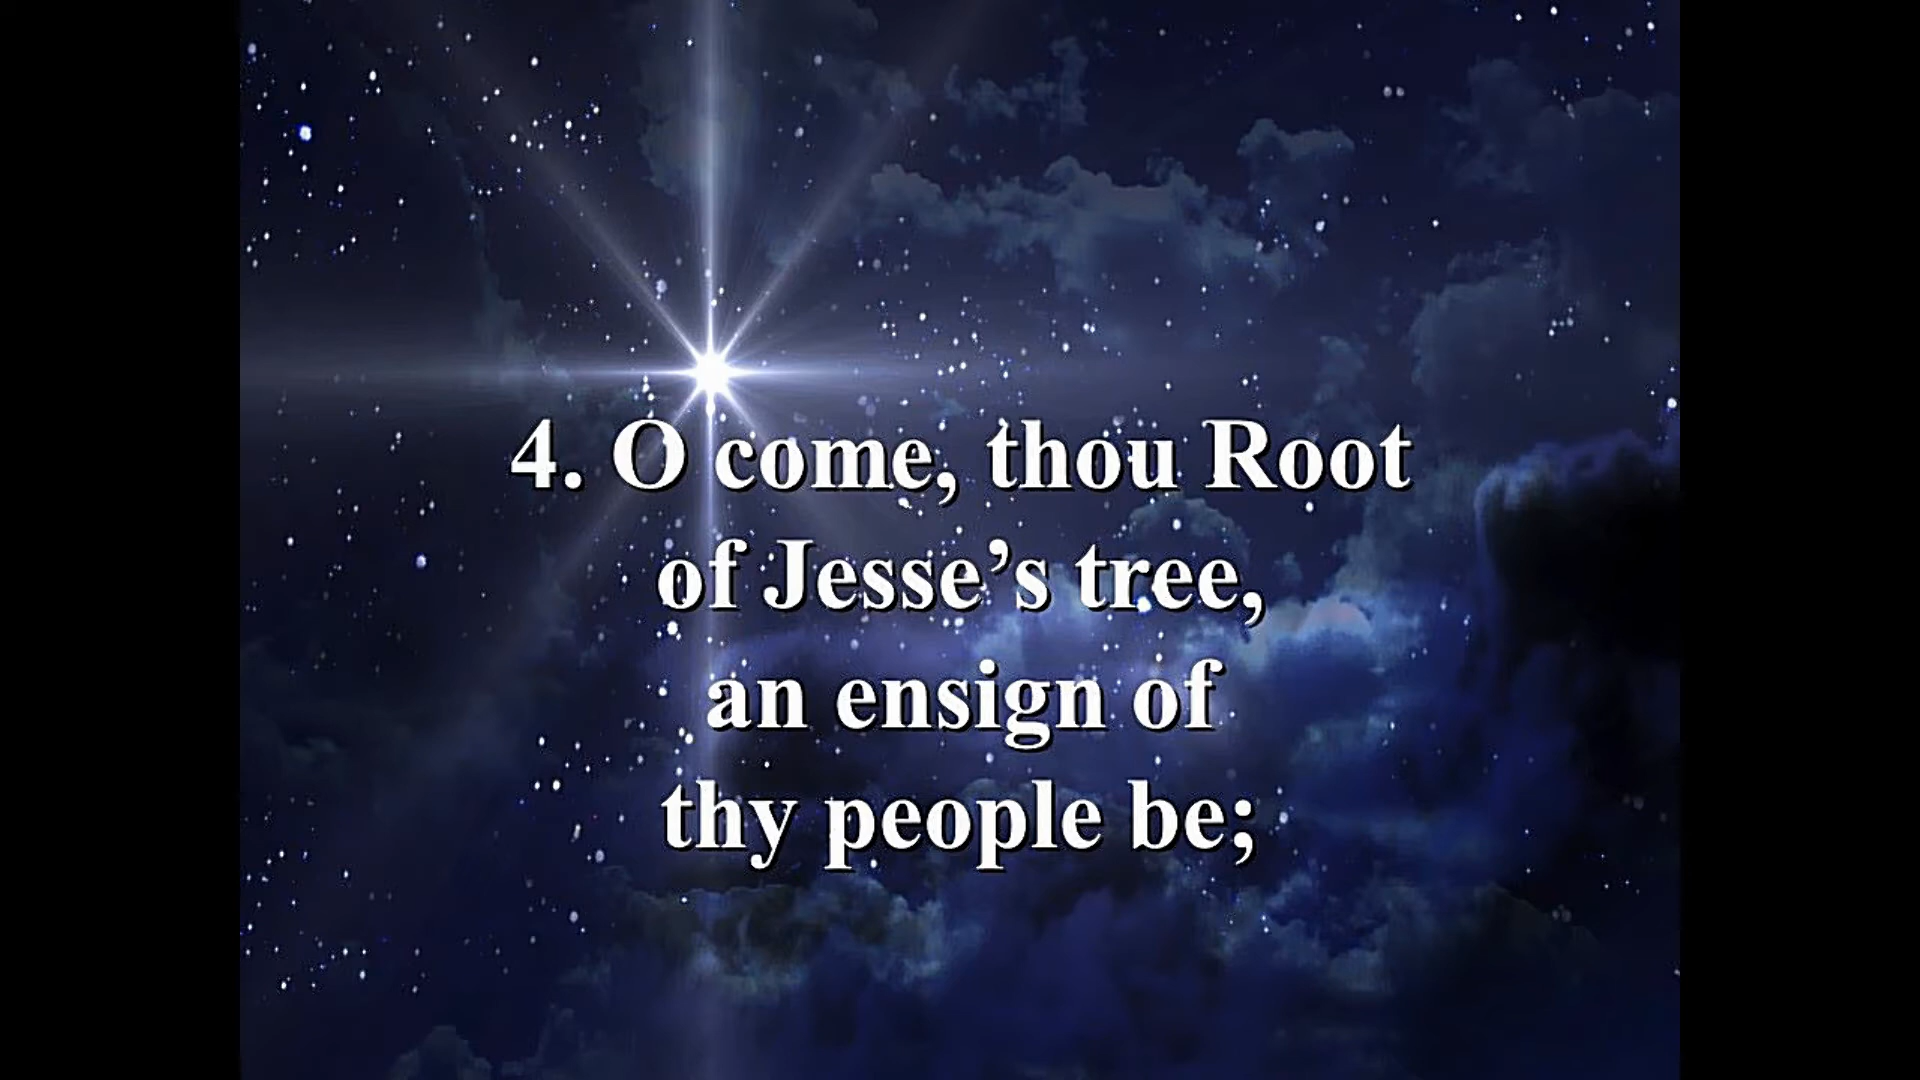 4. O come, thou Root
of Jesse’s tree,
an ensign of
thy people be;